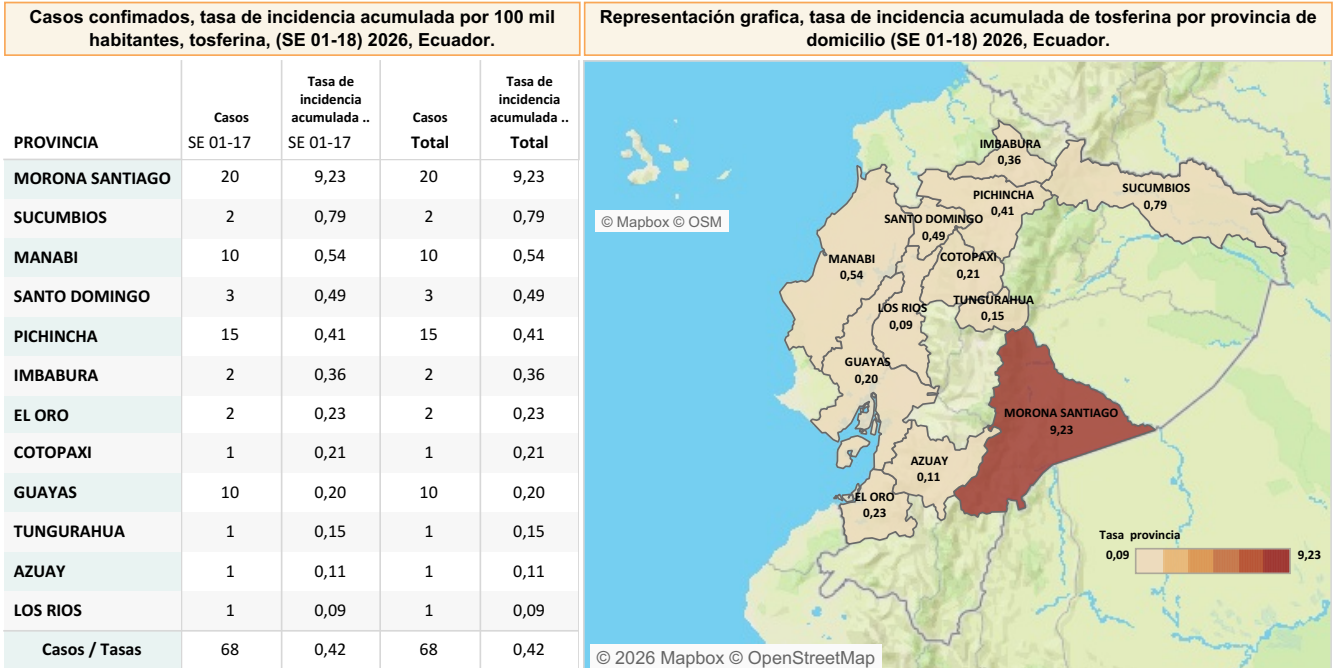 Casos confimados, tasa de incidencia acumulada por 100 mil
habitantes, tosferina, (SE 01-18) 2026, Ecuador.
Representación grafica, tasa de incidencia acumulada de tosferina por provincia de
domicilio (SE 01-18) 2026, Ecuador.
PROVINCIA Casos SE 01-17 Tasa de incidencia acumulada .. SE 01-17 Casos Total Tasa de incidencia acumulada .. Total
MORONA SANTIAGO 20 9,23 20 9,23
SUCUMBIOS 2 0,79 2 0,79
MANABI 10 0,54 10 0,54
SANTO DOMINGO 3 0,49 3 0,49
PICHINCHA 15 0,41 15 0,41
IMBABURA 2 0,36 2 0,36
EL ORO 2 0,23 2 0,23
COTOPAXI 1 0,21 1 0,21
GUAYAS 10 0,20 10 0,20
TUNGURAHUA 1 0,15 1 0,15
AZUAY 1 0,11 1 0,11
LOS RIOS 1 0,09 1 0,09
Casos / Tasas 68 0,42 68 0,42
IMBABURA
0,36
SUCUMBIOS
0,79
PICHINCHA
0,41
© Mapbox © OSM
SANTO DOMINGO
0,49
MANABI
0,54
COTOPAXI
0,21
TUNGURAHUA
0,15
LOS RIOS
0,09
GUAYAS
0,20
MORONA SANTIAGO
9,23
AZUAY
0,11
EL ORO
0,23
Tasa provincia
0,09 9,23
© 2026 Mapbox © OpenStreetMap